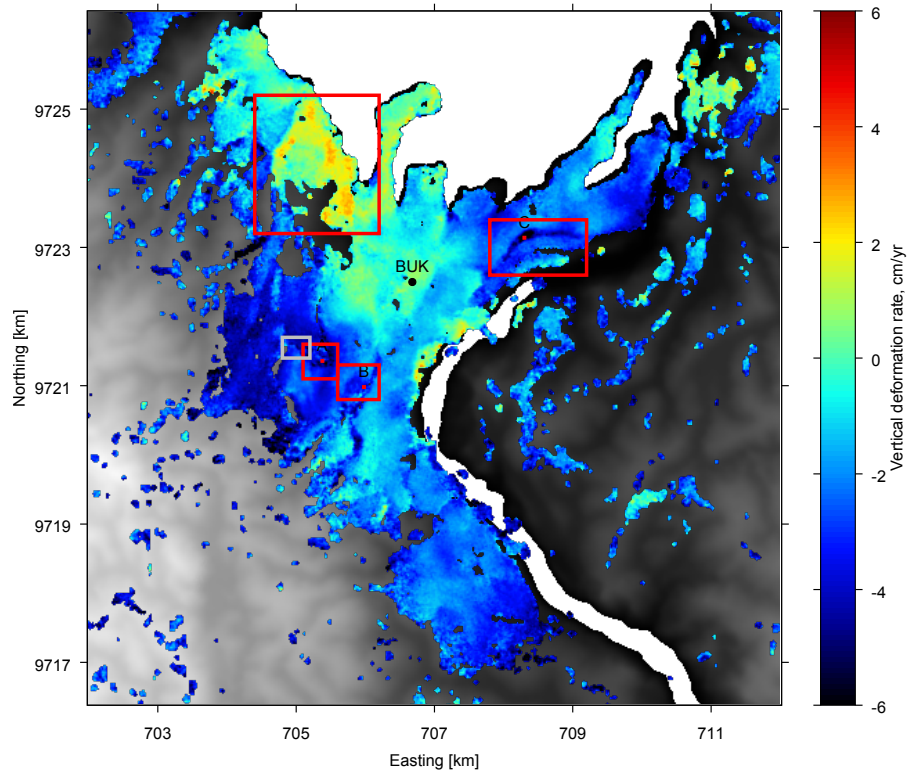 6
9725
4
C
9723
2
BUK
0
Northing [km]
Vertical deformation rate, cm/yr
9721
B
-2
9719
-4
9717
-6
703
705
707
709
711
Easting [km]